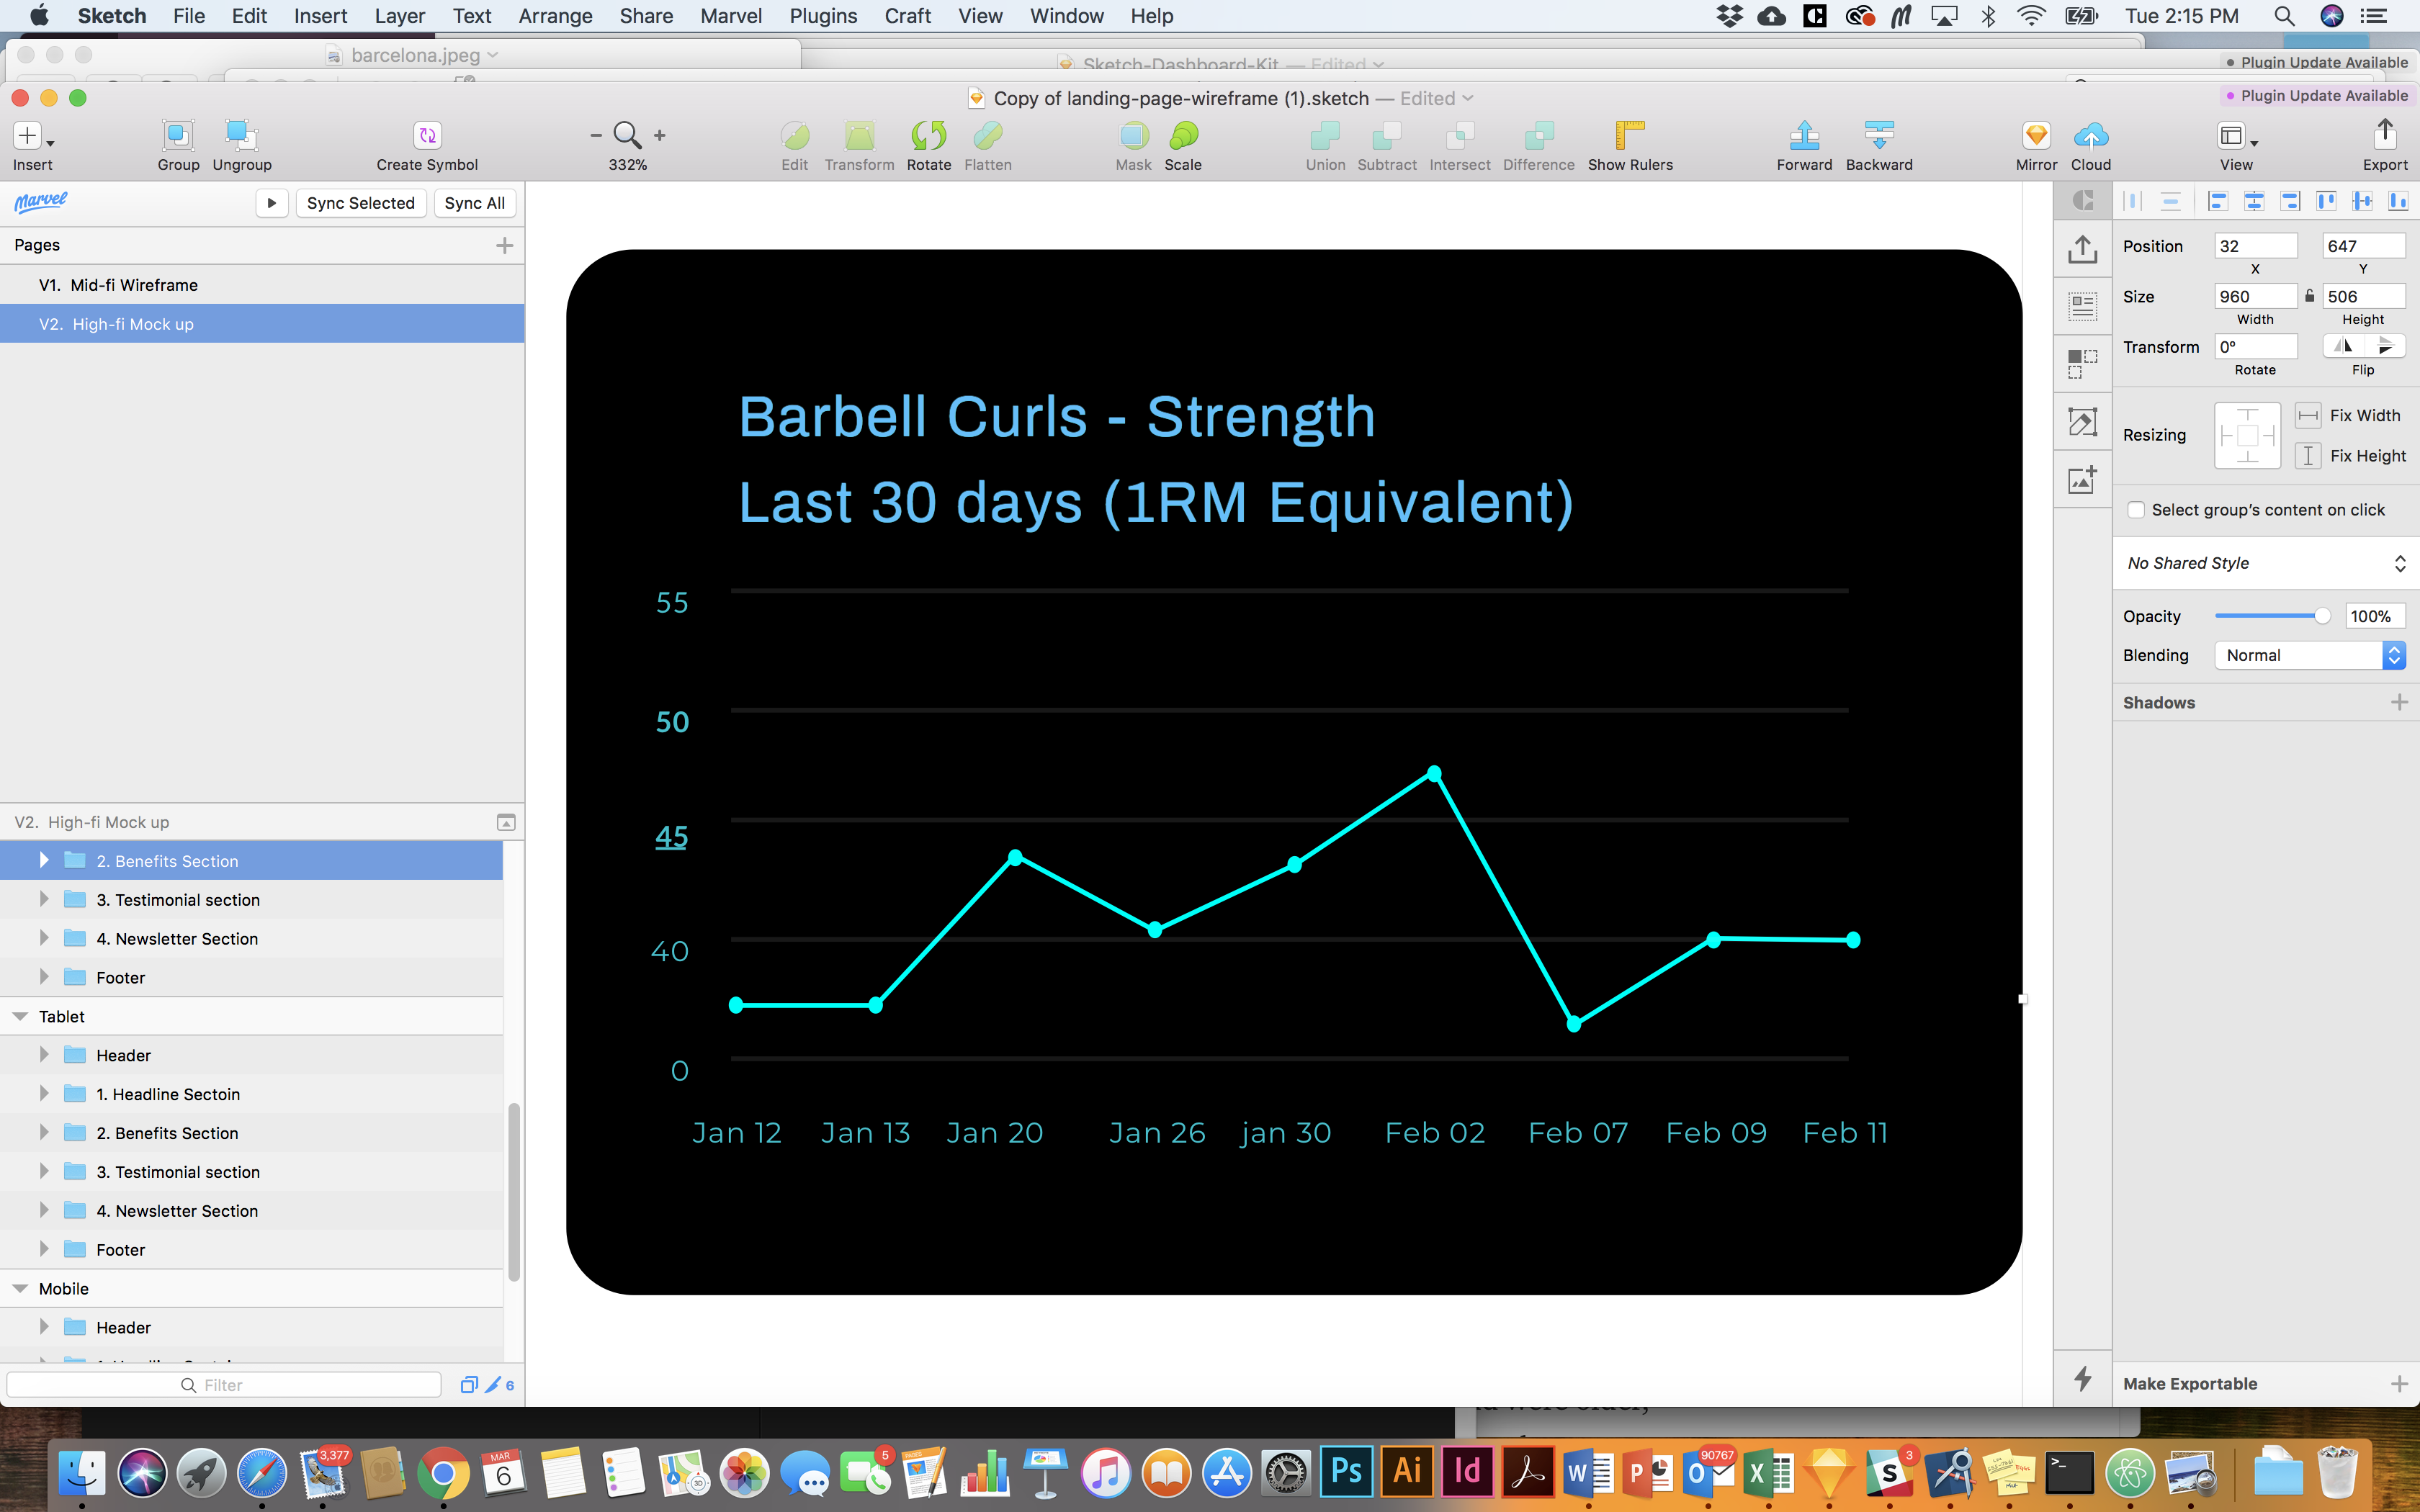 Sketch File Edit Insert Layer Text Arrange Share Marvel Plugins Craft View Window Help Tue 2:15 PM
barcelona.jpeg
Sketch-Dashboard-Kit — Edited
Plugin Update Available
Copy of landing-page-wireframe (1).sketch — Edited
Plugin Update Available
Insert Group Ungroup Create Symbol 332% Edit Transform Rotate Flatten Mask Scale Union Subtract Intersect Difference Show Rulers Forward Backward Mirror Cloud View Export
Marvel Sync Selected Sync All
Pages
V1. Mid-fi Wireframe
V2. High-fi Mock up
V2. High-fi Mock up
2. Benefits Section
3. Testimonial section
4. Newsletter Section
Footer
Tablet
Header
1. Headline Sectoin
2. Benefits Section
3. Testimonial section
4. Newsletter Section
Footer
Mobile
Header
Filter 6
Barbell Curls - Strength
Last 30 days (1RM Equivalent)
55
50
45
40
0
Jan 12 Jan 13 Jan 20 Jan 26 jan 30 Feb 02 Feb 07 Feb 09 Feb 11
Position 32 647
X Y
Size 960 506
Width Height
Transform 0°
Rotate Flip
Resizing
Fix Width
Fix Height
Select group's content on click
No Shared Style
Opacity 100%
Blending Normal
Shadows
Make Exportable
3,377 MAR 6 5 PAGES 3D Ps Ai Id W P O 90767 X S 3